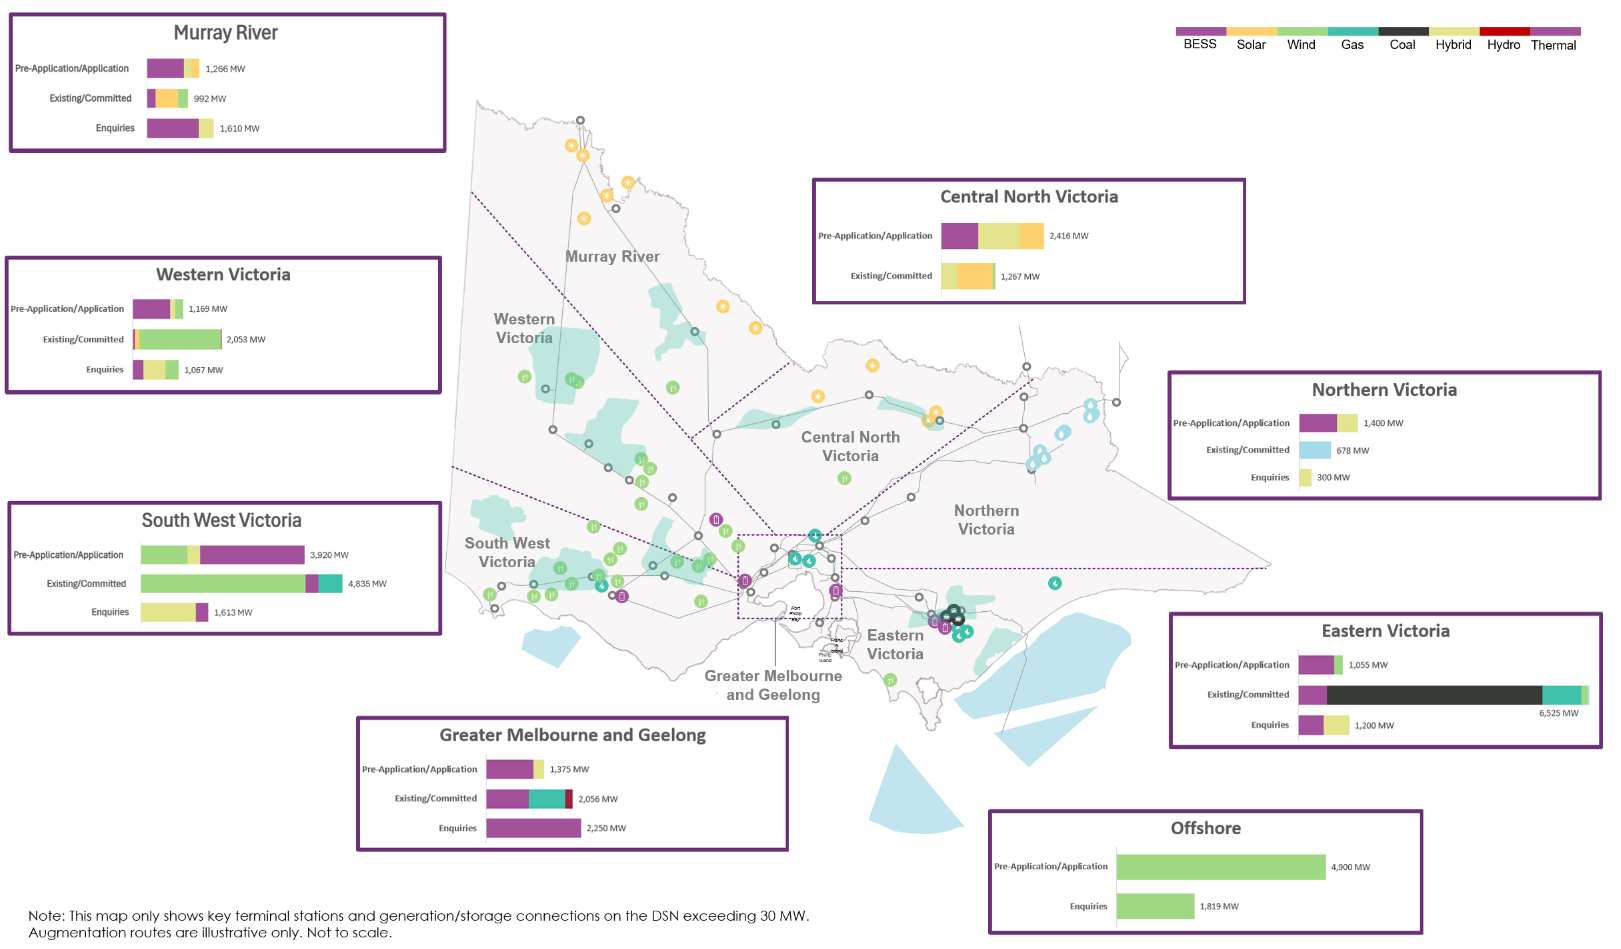 Murray River
Pre-Application/Application
1,266 MW
Existing/Committed
992 MW
Enquiries
1,610 MW
BESS Solar Wind Gas Coal Hybrid Hydro Thermal
Central North Victoria
Pre-Application/Application
2,416 MW
Existing/Committed
1,267 MW
Western Victoria
Pre-Application/Application
1,169 MW
Existing/Committed
2,053 MW
Enquiries
1,067 MW
Murray River
Western
Victoria
Central North
Victoria
Northern
Victoria
South West
Victoria
Eastern
Victoria
Greater Melbourne
and Geelong
Port
Phillip
Island
Northern Victoria
Pre-Application/Application
1,400 MW
Existing/Committed
678 MW
Enquiries
300 MW
South West Victoria
Pre-Application/Application
3,920 MW
Existing/Committed
4,835 MW
Enquiries
1,613 MW
Eastern Victoria
Pre-Application/Application
1,055 MW
Existing/Committed
6,525 MW
Enquiries
1,200 MW
Greater Melbourne and Geelong
Pre-Application/Application
1,375 MW
Existing/Committed
2,056 MW
Enquiries
2,250 MW
Offshore
Pre-Application/Application
4,900 MW
Enquiries
1,819 MW
Note: This map only shows key terminal stations and generation/storage connections on the DSN exceeding 30 MW.
Augmentation routes are illustrative only. Not to scale.